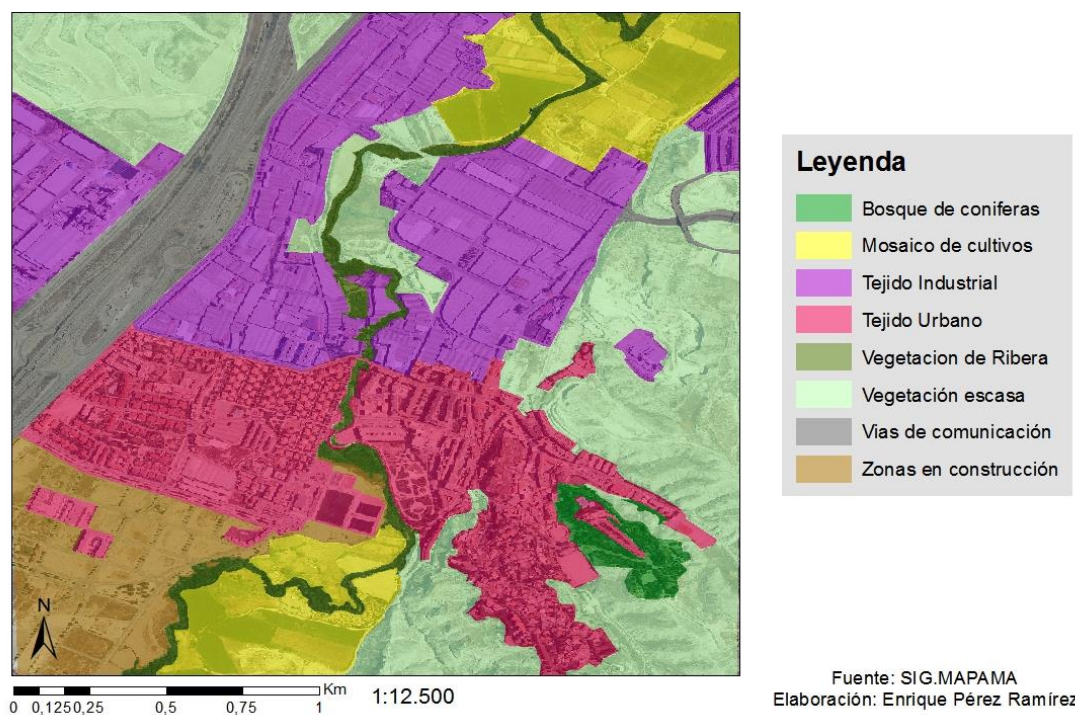 Leyenda
Bosque de coniferas
Mosaico de cultivos
Tejido Industrial
Tejido Urbano
Vegetacion de Ribera
Vegetación escasa
Vias de comunicación
Zonas en construcción
N
Km
0 0,1250,25 0,5 0,75 1
1:12.500
Fuente: SIG.MAPAMA
Elaboración: Enrique Pérez Ramírez